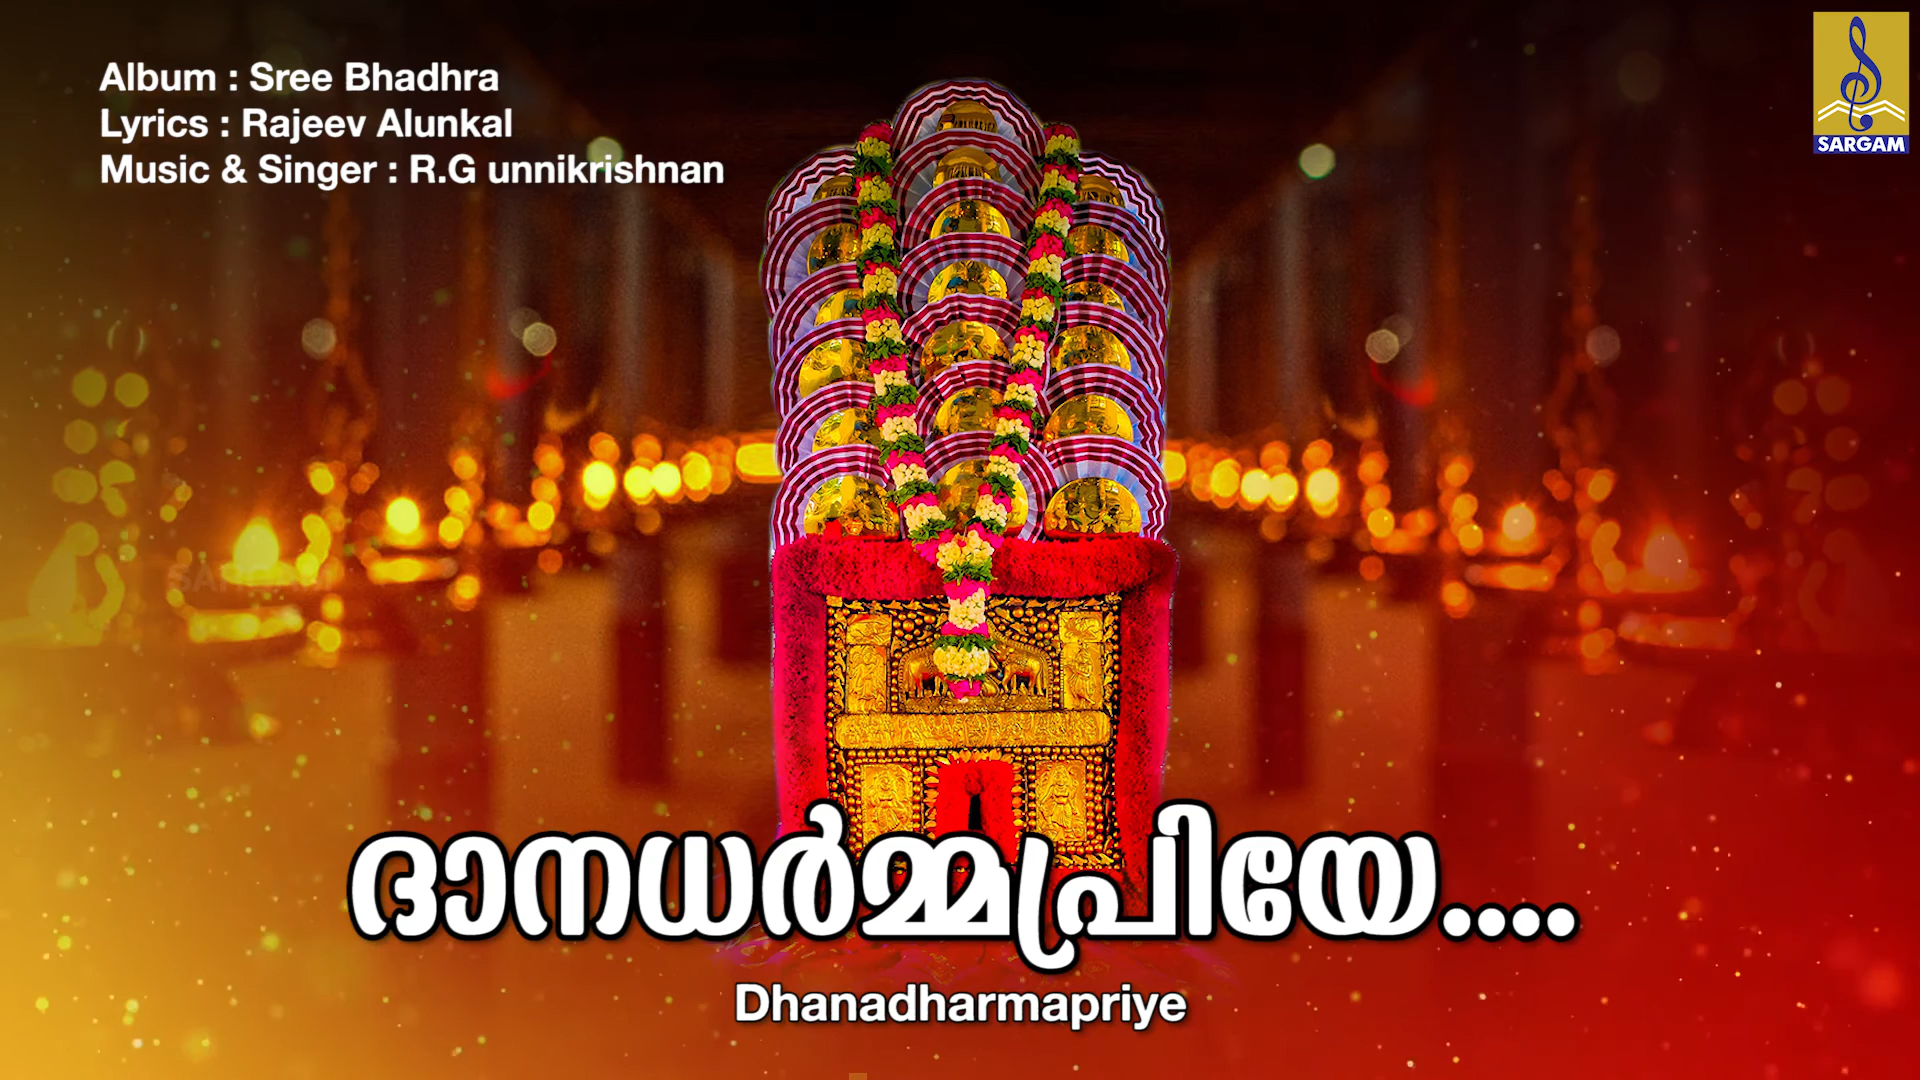 Album : Sree Bhadhra
Lyrics : Rajeev Alunkal
Music & Singer : R.G unnikrishnan
SARGAM
ദാനധർമ്മപ്രിയേ....
Dhanadharmapriye